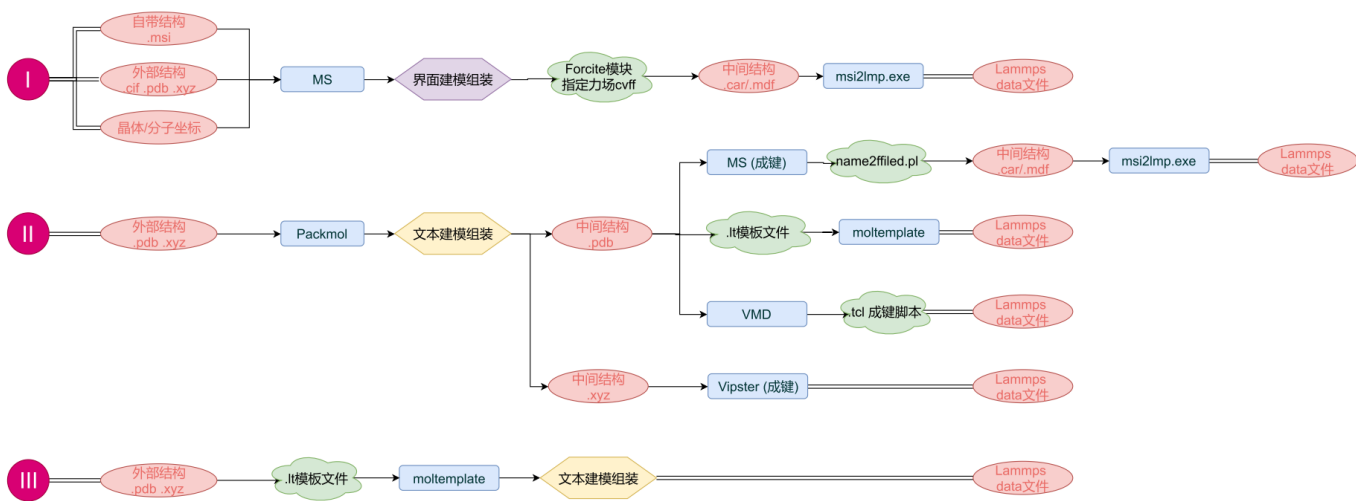 自带结构
.msi
I
外部结构
.cif .pdb .xyz
晶体/分子坐标
MS
界面建模组装
Forcite模块
指定力场cvff
中间结构
.car/.mdf
msi2lmp.exe
Lammps
data文件
II
外部结构
.pdb .xyz
Packmol
文本建模组装
中间结构
.pdb
MS (成键)
name2ffiled.pl
中间结构
.car/.mdf
msi2lmp.exe
Lammps
data文件
.lt模板文件
moltemplate
Lammps
data文件
VMD
.tcl 成键脚本
Lammps
data文件
中间结构
.xyz
Vipster (成键)
Lammps
data文件
III
外部结构
.pdb .xyz
.lt模板文件
moltemplate
文本建模组装
Lammps
data文件